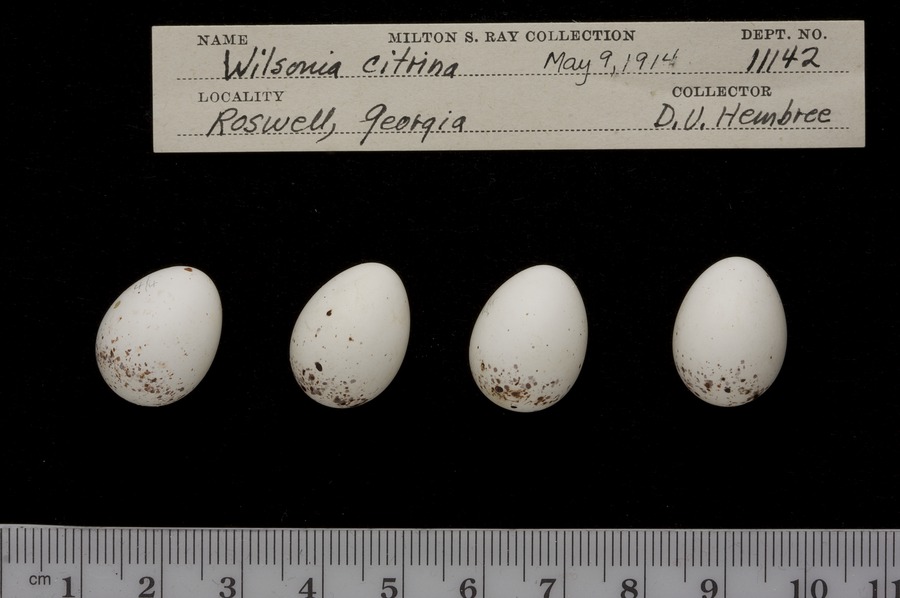 NAME MILTON S. RAY COLLECTION DEPT. NO.
Wilsonia citrina May 9, 1914 11142
LOCALITY COLLECTOR
Roswell, Georgia D.U. Hembree
cm 1 2 3 4 5 6 7 8 9 10 11